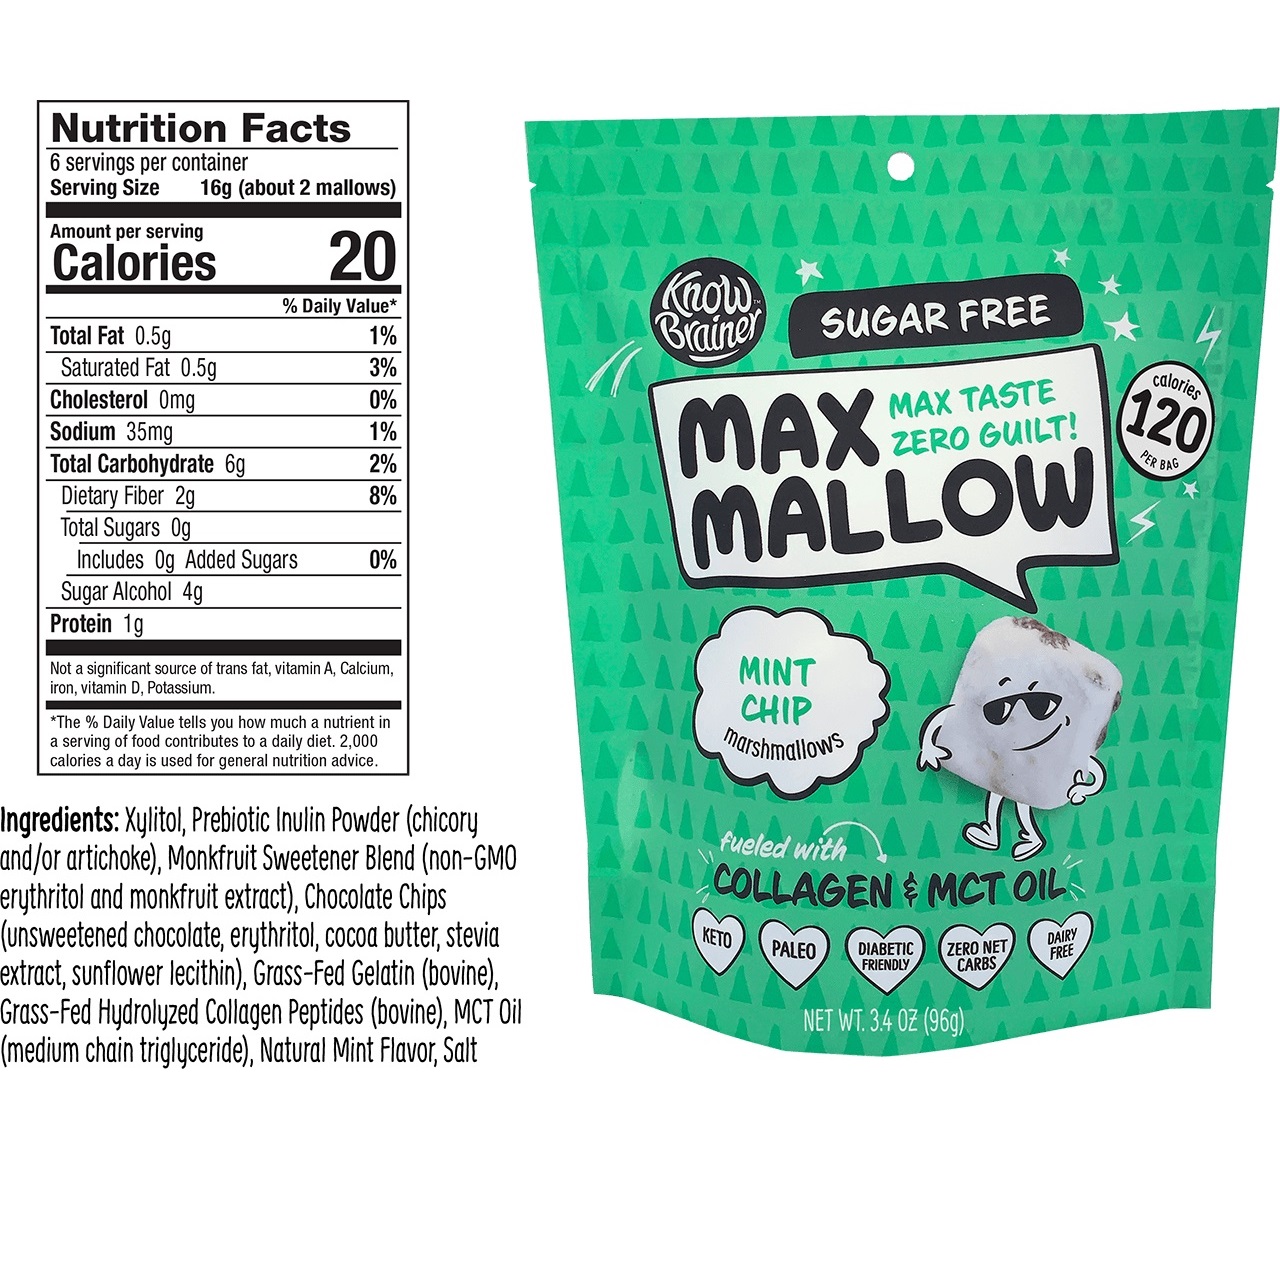 Nutrition Facts
6 servings per container
Serving Size 16g (about 2 mallows)
Amount per serving
Calories 20
% Daily Value*
Total Fat 0.5g 1%
Saturated Fat 0.5g 3%
Cholesterol 0mg 0%
Sodium 35mg 1%
Total Carbohydrate 6g 2%
Dietary Fiber 2g 8%
Total Sugars 0g
Includes 0g Added Sugars 0%
Sugar Alcohol 4g
Protein 1g
Not a significant source of trans fat, vitamin A, Calcium,
iron, vitamin D, Potassium.
*The % Daily Value tells you how much a nutrient in
a serving of food contributes to a daily diet. 2,000
calories a day is used for general nutrition advice.
Ingredients: Xylitol, Prebiotic Inulin Powder (chicory
and/or artichoke), Monkfruit Sweetener Blend (non-GMO
erythritol and monkfruit extract), Chocolate Chips
(unsweetened chocolate, erythritol, cocoa butter, stevia
extract, sunflower lecithin), Grass-Fed Gelatin (bovine),
Grass-Fed Hydrolyzed Collagen Peptides (bovine), MCT Oil
(medium chain triglyceride), Natural Mint Flavor, Salt
Know
Brainer™
SUGAR FREE
MAX
MALLOW
MAX TASTE
ZERO GUILT!
calories
120
PER BAG
MINT
CHIP
marshmallows
fueled with
COLLAGEN & MCT OIL
KETO
PALEO
DIABETIC
FRIENDLY
ZERO NET
CARBS
DAIRY
FREE
NET WT. 3.4 OZ (96g)